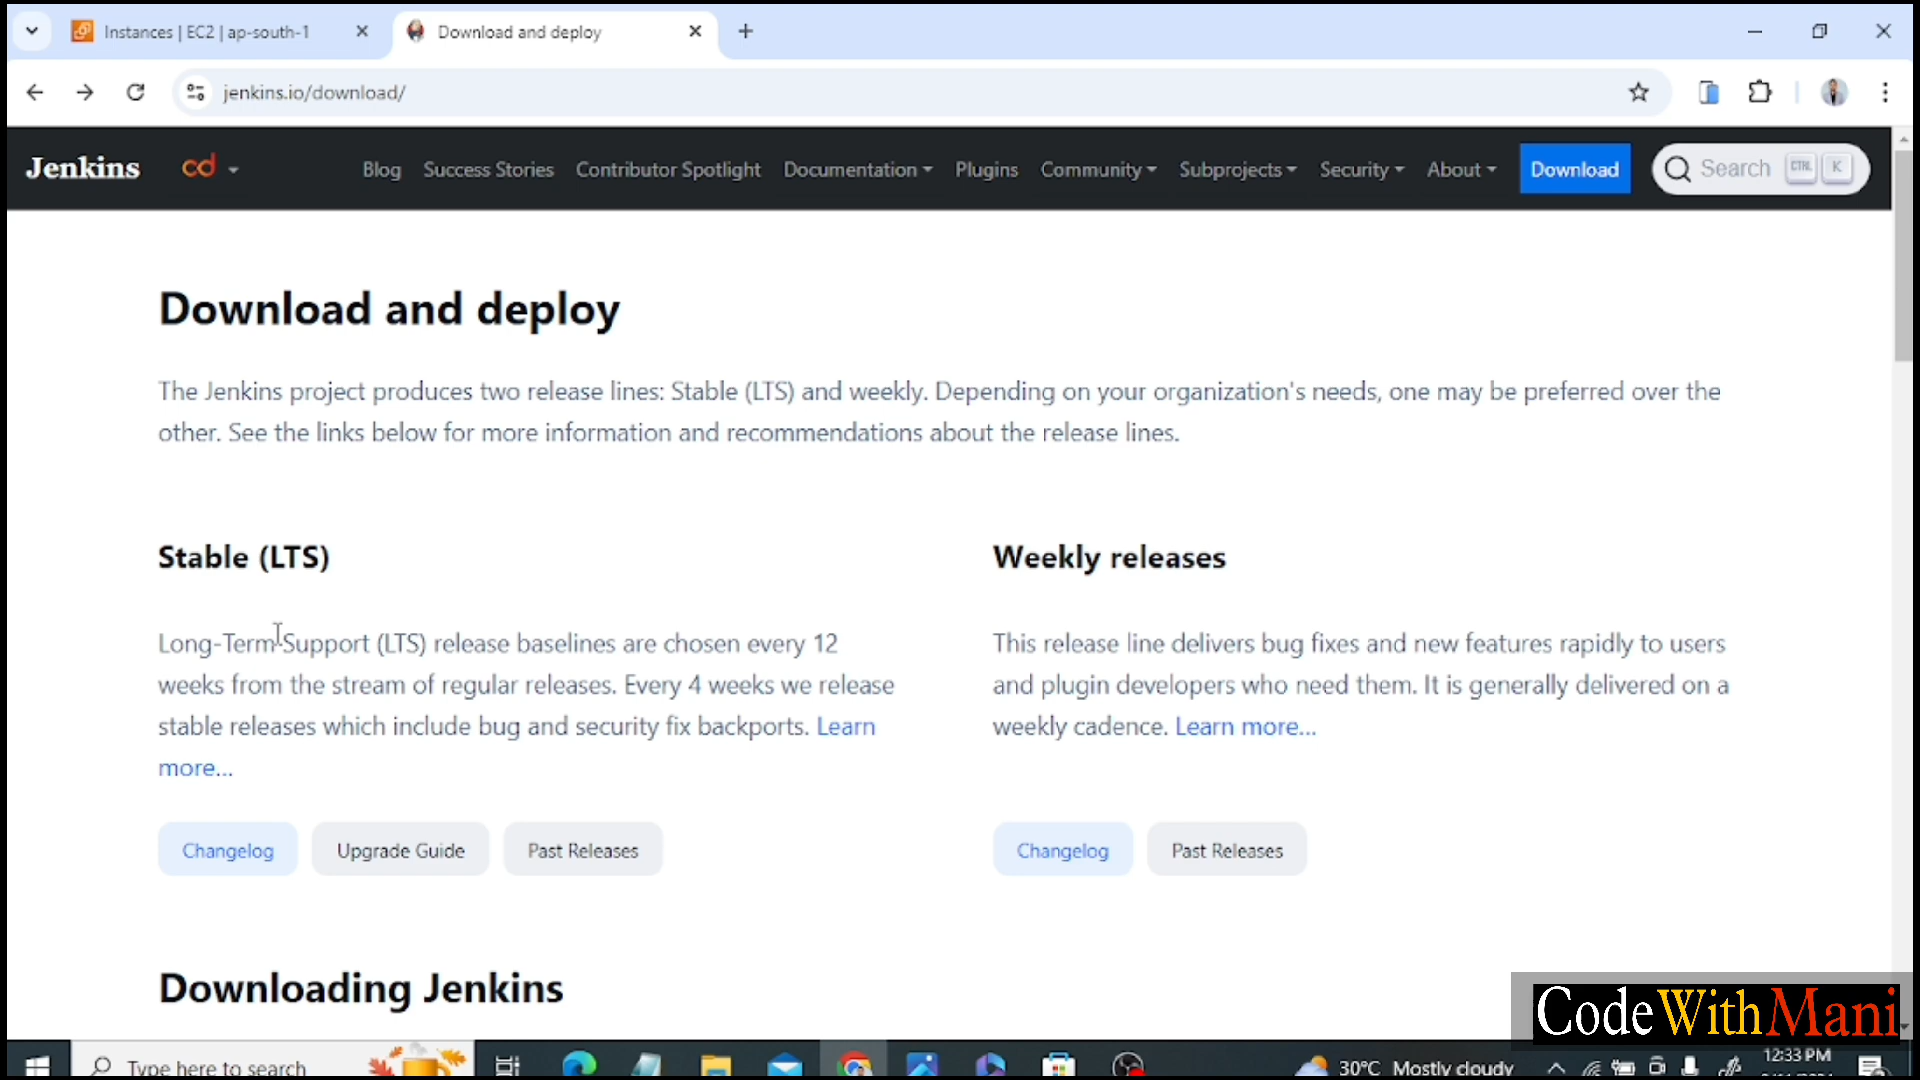 Instances | EC2 | ap-south-1
Download and deploy
jenkins.io/download/
Jenkins cd Blog Success Stories Contributor Spotlight Documentation Plugins Community Subprojects Security About Download Search CTRL K
Download and deploy
The Jenkins project produces two release lines: Stable (LTS) and weekly. Depending on your organization's needs, one may be preferred over the
other. See the links below for more information and recommendations about the release lines.
Stable (LTS)
Long-Term Support (LTS) release baselines are chosen every 12
weeks from the stream of regular releases. Every 4 weeks we release
stable releases which include bug and security fix backports. Learn
more...
Changelog Upgrade Guide Past Releases
Weekly releases
This release line delivers bug fixes and new features rapidly to users
and plugin developers who need them. It is generally delivered on a
weekly cadence. Learn more...
Changelog Past Releases
Downloading Jenkins
CodeWithMani
Type here to search
30°C Mostly cloudy
12:33 PM